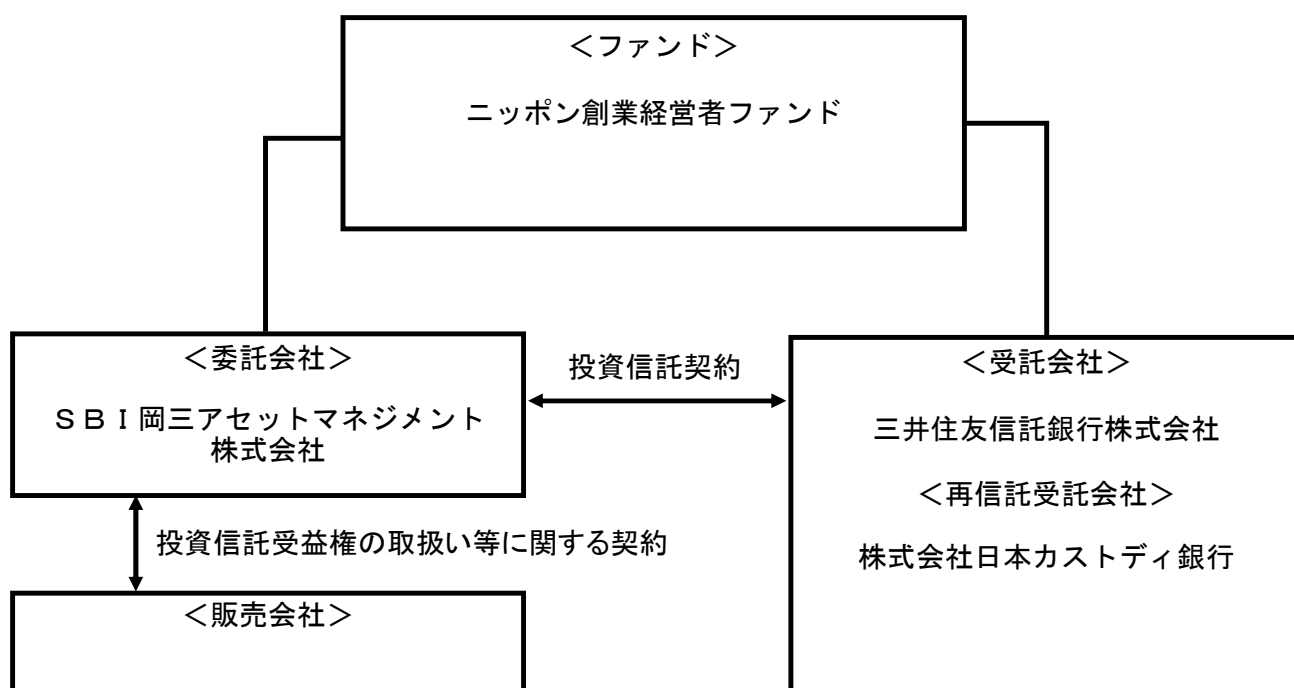 ＜ファンド＞
ニッポン創業経営者ファンド
＜委託会社＞
ＳＢＩ岡三アセットマネジメント
株式会社
投資信託契約
＜受託会社＞
三井住友信託銀行株式会社
＜再信託受託会社＞
株式会社日本カストディ銀行
投資信託受益権の取扱い等に関する契約
＜販売会社＞